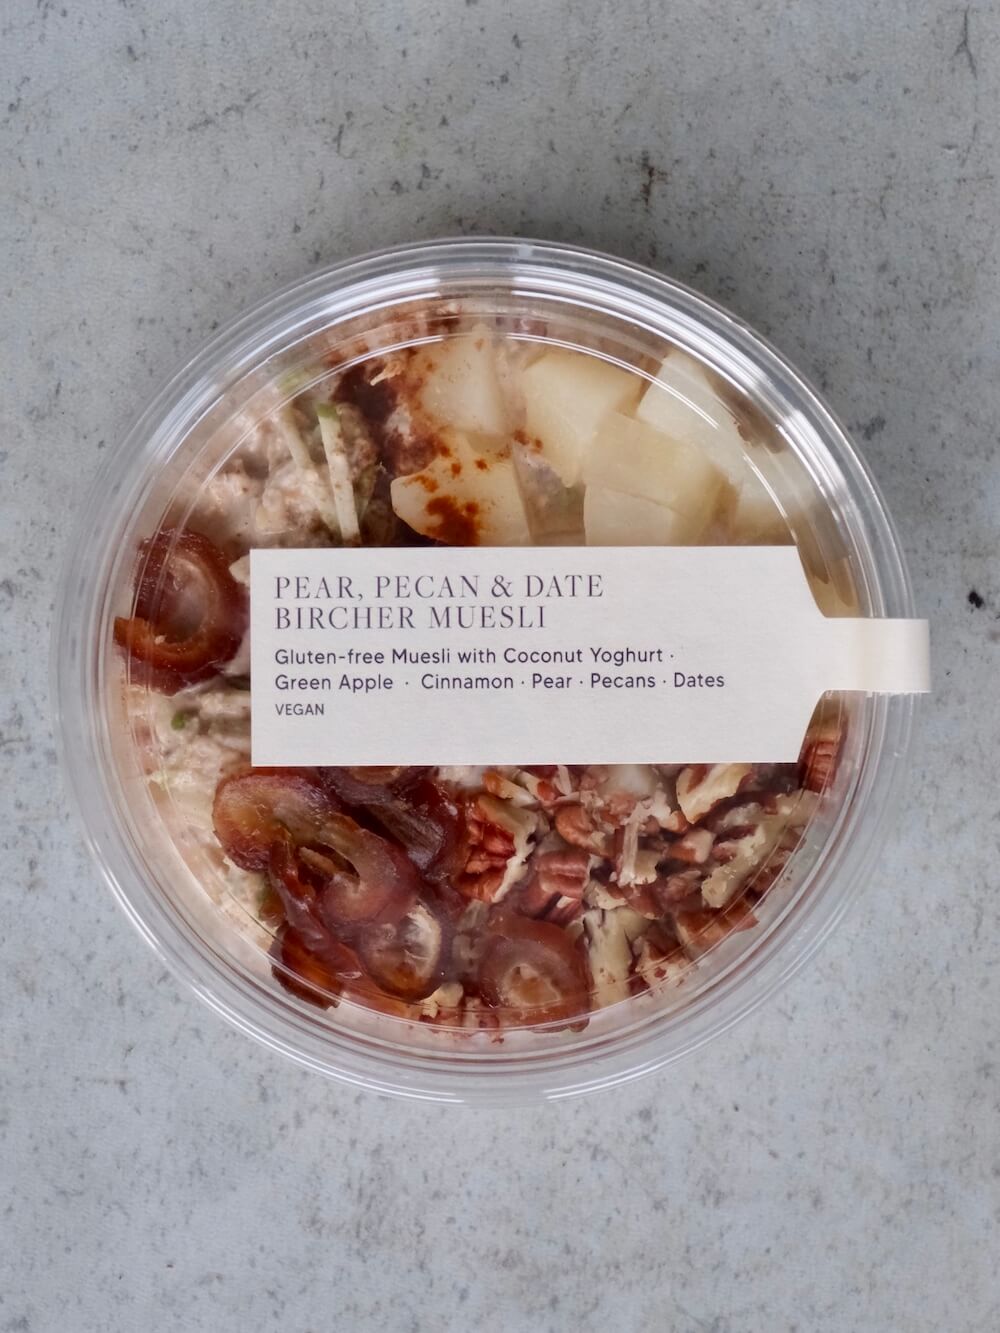 PEAR, PECAN & DATE
BIRCHER MUESLI
Gluten-free Muesli with Coconut Yoghurt ·
Green Apple · Cinnamon · Pear · Pecans · Dates
VEGAN